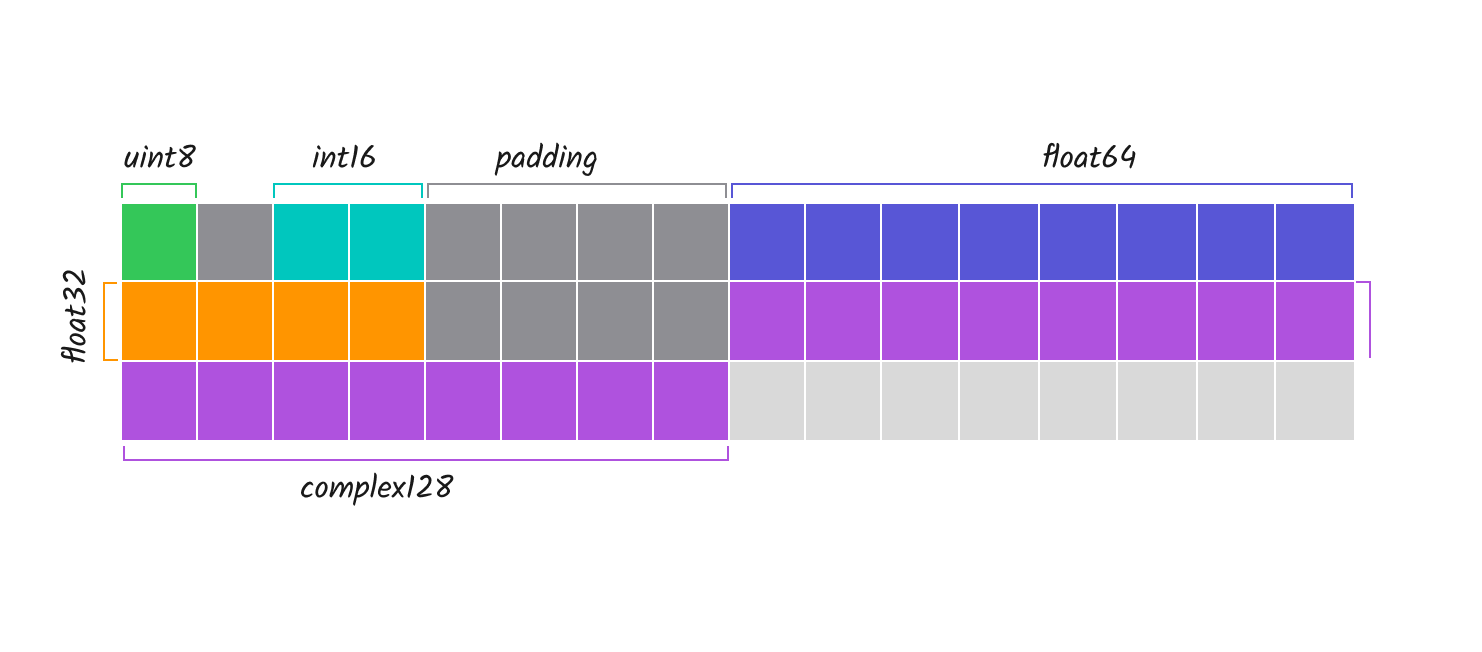 uint8
int16
padding
float64
float32
complex128